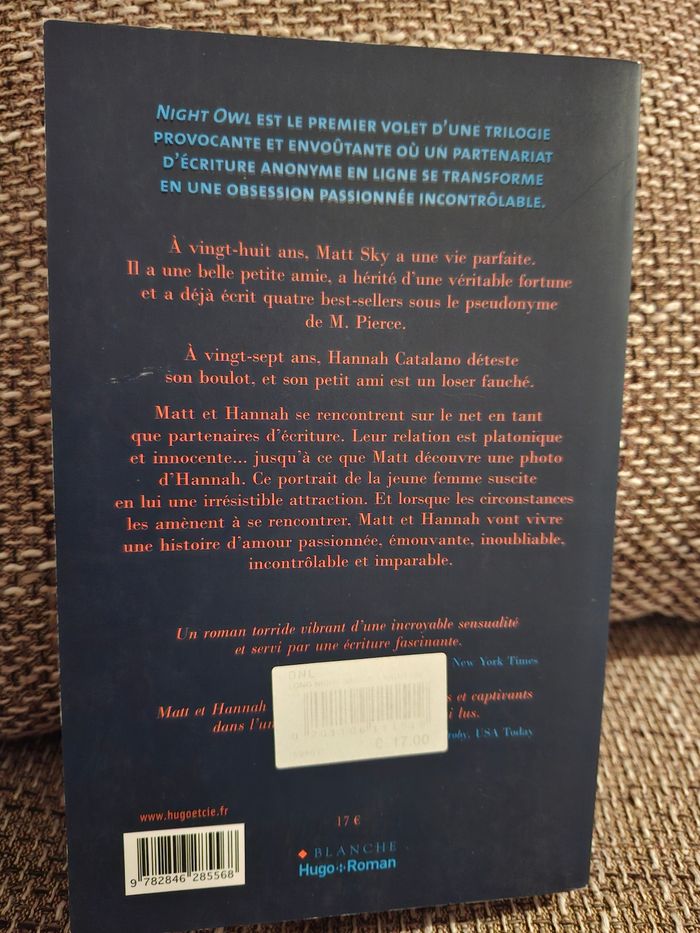 NIGHT OWL EST LE PREMIER VOLET D'UNE TRILOGIE
PROVOCANTE ET ENVOÛTANTE OÙ UN PARTENARIAT
D'ÉCRITURE ANONYME EN LIGNE SE TRANSFORME
EN UNE OBSESSION PASSIONNÉE INCONTRÔLABLE.
À vingt-huit ans, Matt Sky a une vie parfaite.
Il a une belle petite amie, a hérité d'une véritable fortune
et a déjà écrit quatre best-sellers sous le pseudonyme
de M. Pierce.
À vingt-sept ans, Hannah Catalano déteste
son boulot, et son petit ami est un loser fauché.
Matt et Hannah se rencontrent sur le net en tant
que partenaires d'écriture. Leur relation est platonique
et innocente... jusqu'à ce que Matt découvre une photo
d'Hannah. Ce portrait de la jeune femme suscite
en lui une irrésistible attraction. Et lorsque les circonstances
les amènent à se rencontrer, Matt et Hannah vont vivre
une histoire d'amour passionnée, émouvante, inoubliable,
incontrôlable et imparable.
Un roman torride vibrant d'une incroyable sensualité
et servi par une écriture fascinante.
New York Times
Matt et Hannah s et captivants
dans l'un i lus.
USA Today
€ 17.00
www.hugoetcie.fr
17 €
BLANCHE
Hugo Roman
9 782846 285568